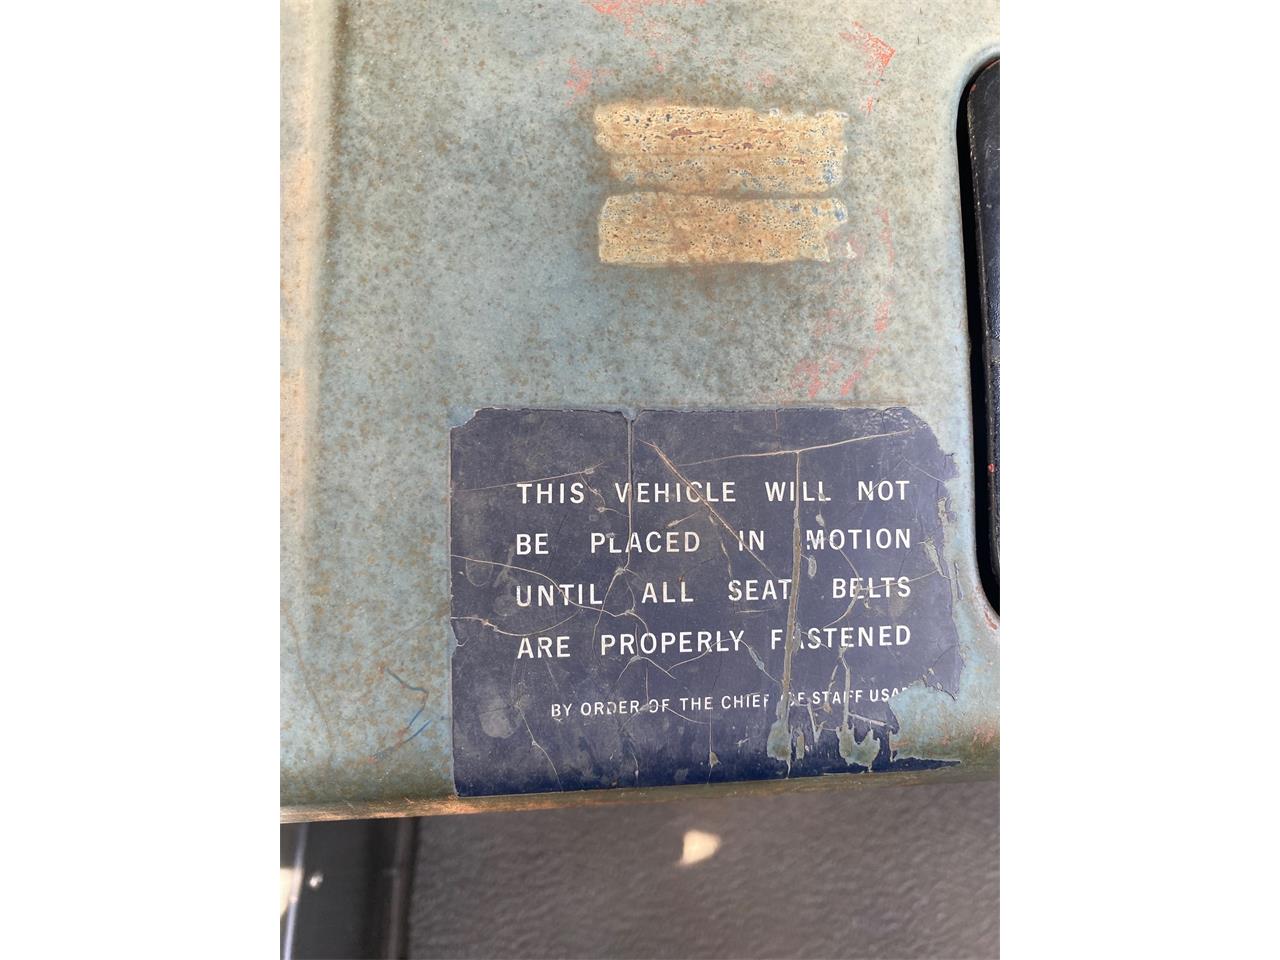 THIS VEHICLE WILL NOT
BE PLACED IN MOTION
UNTIL ALL SEAT BELTS
ARE PROPERLY FASTENED
BY ORDER OF THE CHIEF OF STAFF USAF